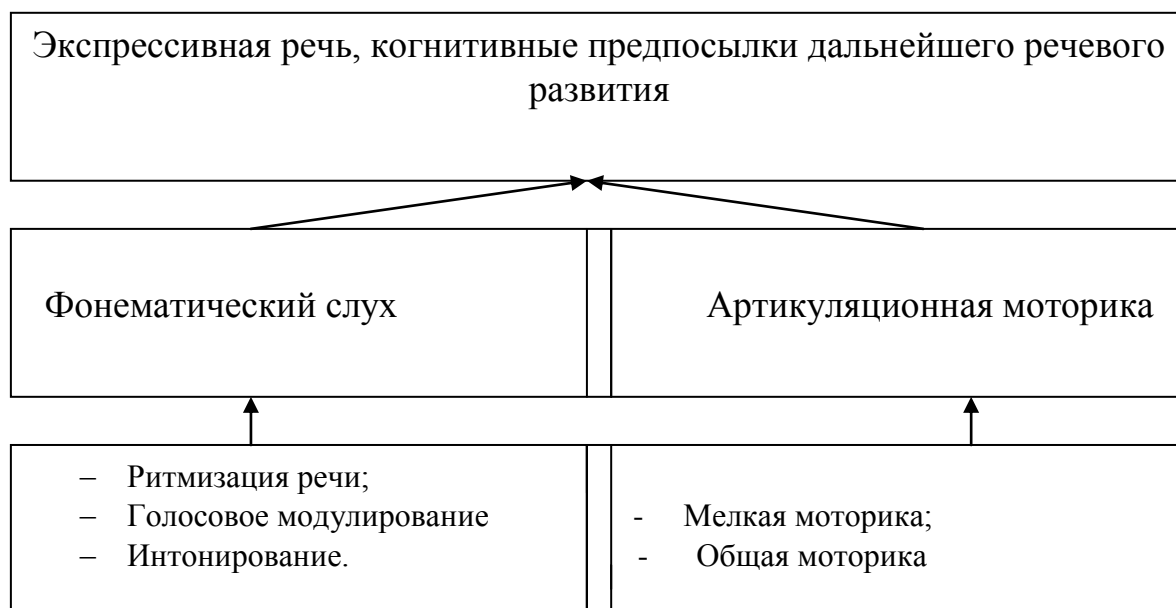 Экспрессивная речь, когнитивные предпосылки дальнейшего речевого
развития
Фонематический слух
Артикуляционная моторика
– Ритмизация речи;
– Голосовое модулирование
– Интонирование.
- Мелкая моторика;
- Общая моторика